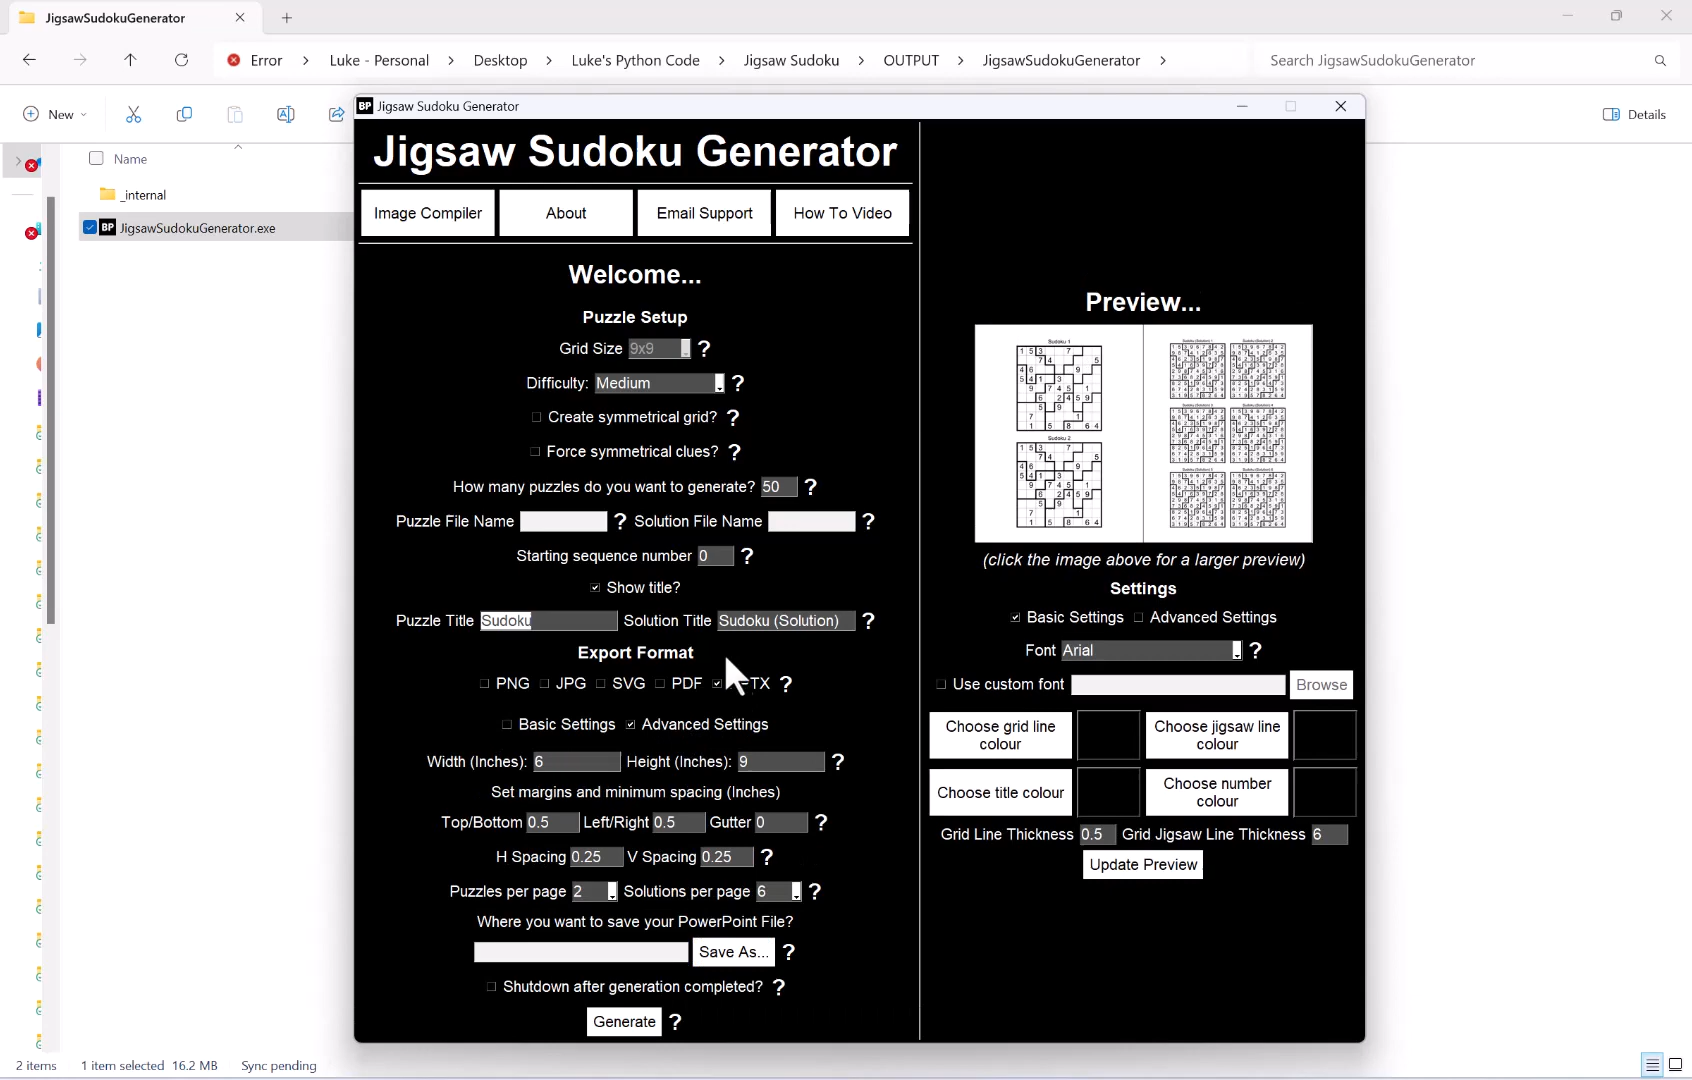 JigsawSudokuGenerator
Error > Luke - Personal > Desktop > Luke's Python Code > Jigsaw Sudoku > OUTPUT > JigsawSudokuGenerator >
Search JigsawSudokuGenerator
New
Details
Name
_internal
JigsawSudokuGenerator.exe
BP Jigsaw Sudoku Generator
Jigsaw Sudoku Generator
Image Compiler About Email Support How To Video
Welcome...
Puzzle Setup
Grid Size 9x9 ?
Difficulty: Medium ?
Create symmetrical grid? ?
Force symmetrical clues? ?
How many puzzles do you want to generate? 50 ?
Puzzle File Name ? Solution File Name ?
Starting sequence number 0 ?
Show title?
Puzzle Title Sudoku Solution Title Sudoku (Solution) ?
Export Format
PNG JPG SVG PDF TX ?
Basic Settings Advanced Settings
Width (Inches): 6 Height (Inches): 9 ?
Set margins and minimum spacing (Inches)
Top/Bottom 0.5 Left/Right 0.5 Gutter 0 ?
H Spacing 0.25 V Spacing 0.25 ?
Puzzles per page 2 Solutions per page 6 ?
Where you want to save your PowerPoint File?
Save As... ?
Shutdown after generation completed? ?
Generate ?
Preview...
Sudoku 1
Sudoku 2
(click the image above for a larger preview)
Settings
Basic Settings Advanced Settings
Font Arial ?
Use custom font Browse
Choose grid line colour
Choose jigsaw line colour
Choose title colour
Choose number colour
Grid Line Thickness 0.5 Grid Jigsaw Line Thickness 6
Update Preview
2 items 1 item selected 16.2 MB Sync pending